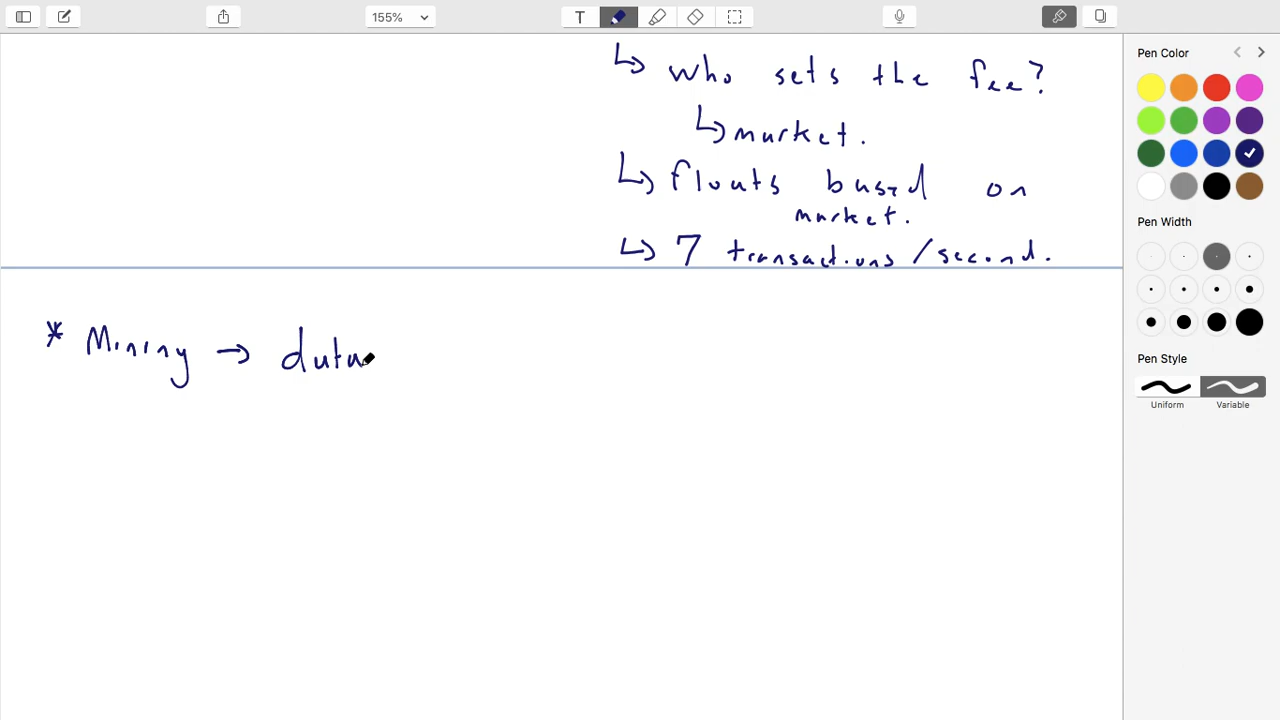 155%
T
Pen Color
↳ who sets the fee?
↳ market.
↳ floats based on
market.
↳ 7 transactions/second.
Pen Width
* Mining → data
Pen Style
Uniform Variable